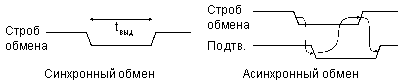 Строб
обмена
tвыд
Синхронный обмен
Строб
обмена
Подтв.
Асинхронный обмен